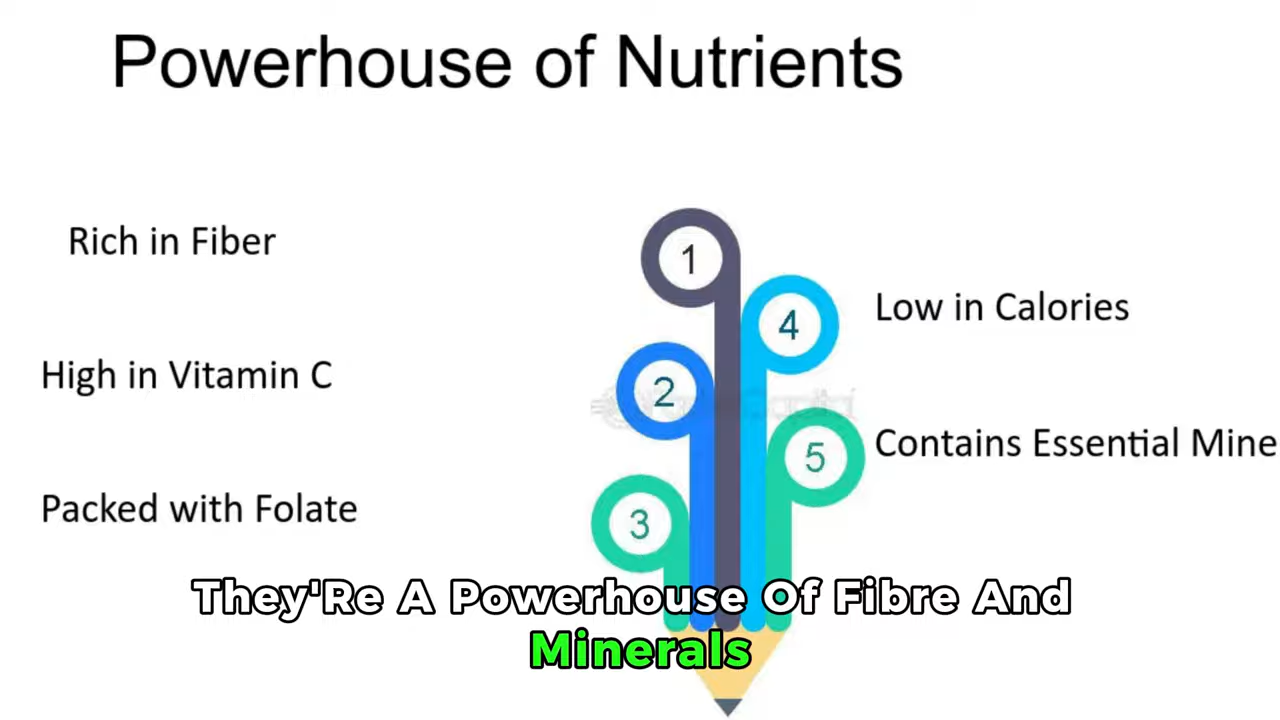 Powerhouse of Nutrients
Rich in Fiber
1
4
Low in Calories
High in Vitamin C
2
5
Contains Essential Mine
Packed with Folate
3
They'Re A Powerhouse Of Fibre And
Minerals